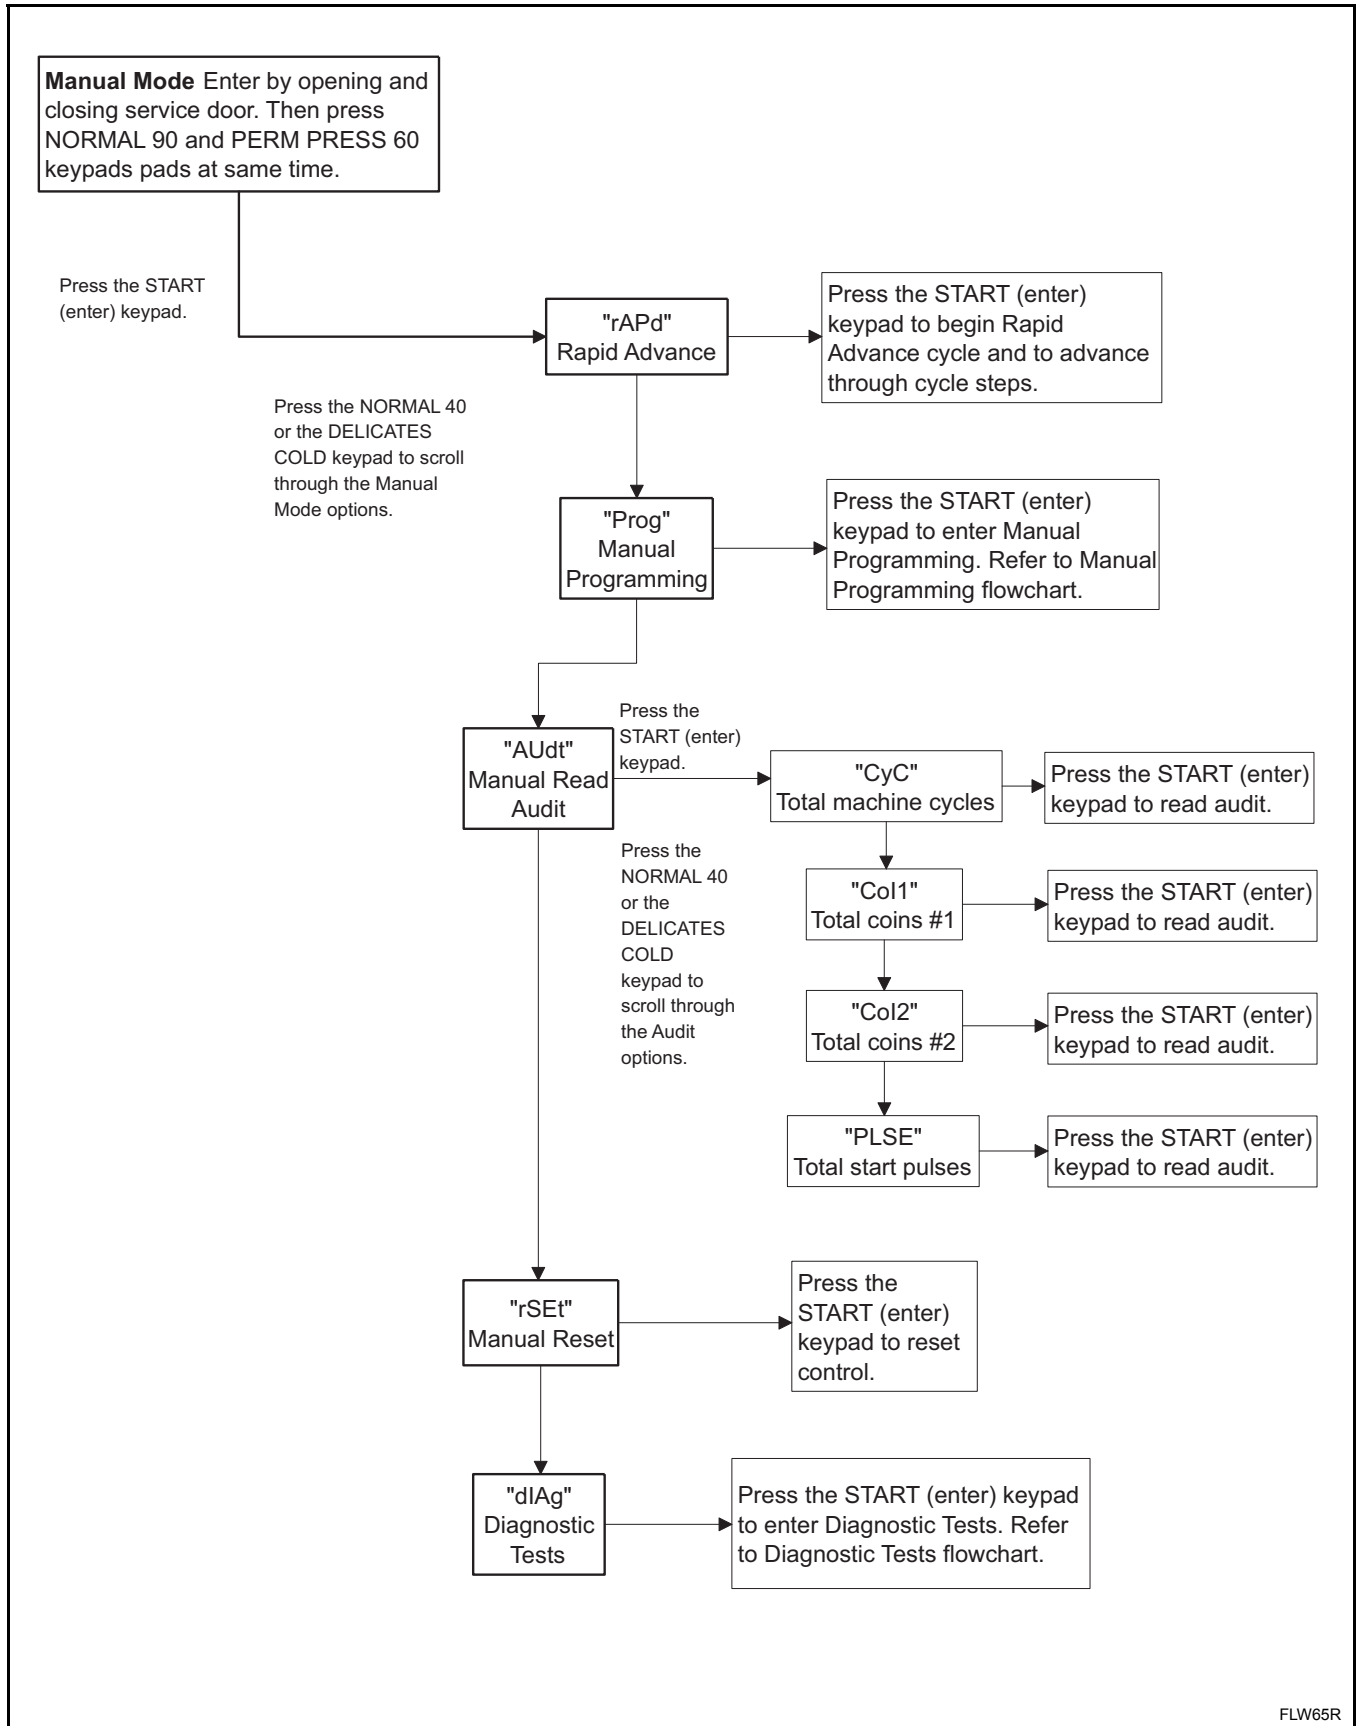 Manual Mode Enter by opening and
closing service door. Then press
NORMAL 90 and PERM PRESS 60
keypads pads at same time.
Press the START
(enter) keypad.
"rAPd"
Rapid Advance
Press the START (enter)
keypad to begin Rapid
Advance cycle and to advance
through cycle steps.
Press the NORMAL 40
or the DELICATES
COLD keypad to scroll
through the Manual
Mode options.
"Prog"
Manual
Programming
Press the START (enter)
keypad to enter Manual
Programming. Refer to Manual
Programming flowchart.
"AUdt"
Manual Read
Audit
Press the
START (enter)
keypad.
"CyC"
Total machine cycles
Press the START (enter)
keypad to read audit.
Press the
NORMAL 40
or the
DELICATES
COLD
keypad to
scroll through
the Audit
options.
"CoI1"
Total coins #1
Press the START (enter)
keypad to read audit.
"CoI2"
Total coins #2
Press the START (enter)
keypad to read audit.
"PLSE"
Total start pulses
Press the START (enter)
keypad to read audit.
"rSEt"
Manual Reset
Press the
START (enter)
keypad to reset
control.
"dIAg"
Diagnostic
Tests
Press the START (enter) keypad
to enter Diagnostic Tests. Refer
to Diagnostic Tests flowchart.
FLW65R